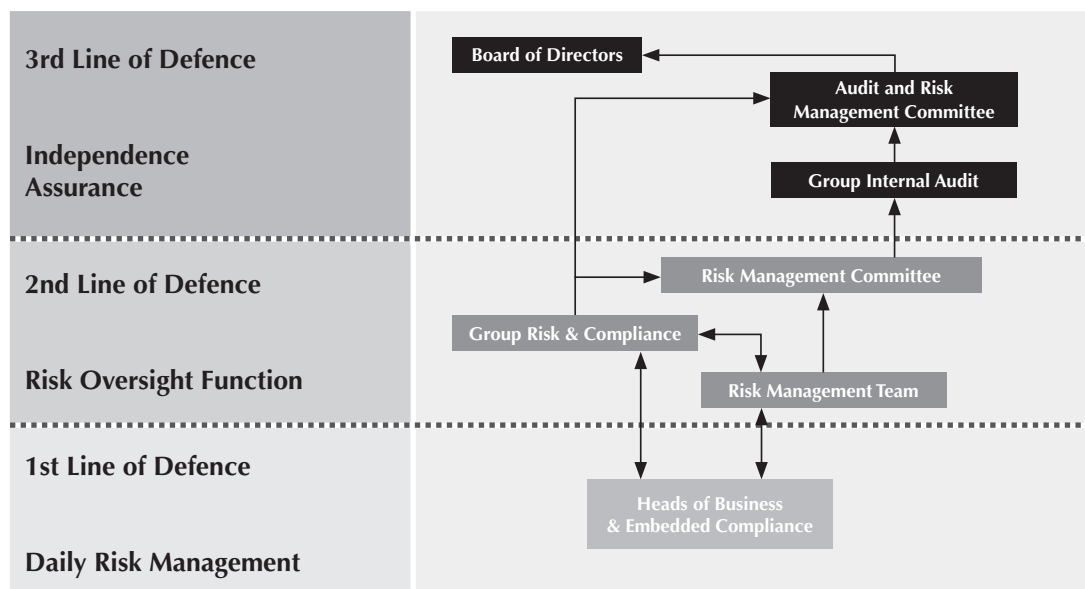 3rd Line of Defence
Independence
Assurance
Board of Directors
Audit and Risk
Management Committee
Group Internal Audit
2nd Line of Defence
Risk Oversight Function
Risk Management Committee
Group Risk & Compliance
Risk Management Team
1st Line of Defence
Daily Risk Management
Heads of Business
& Embedded Compliance